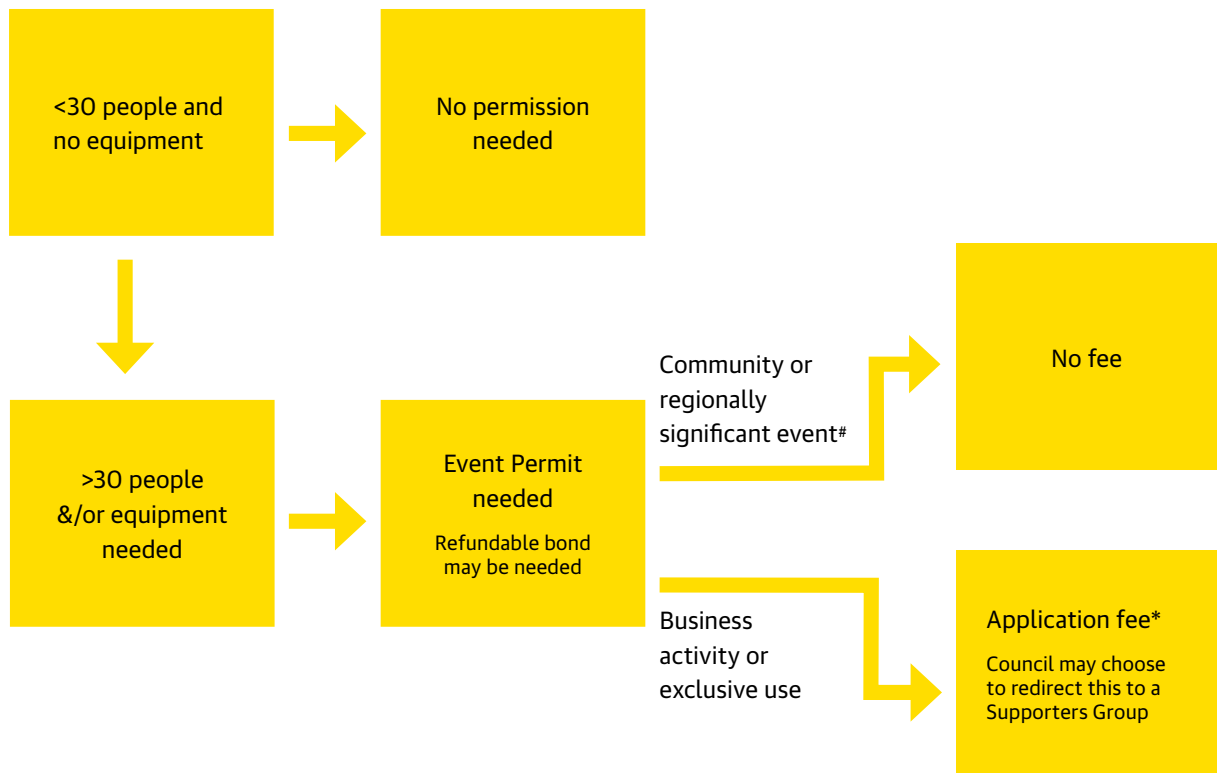 <30 people and
no equipment
No permission
needed
>30 people
&/or equipment
needed
Event Permit
needed
Refundable bond
may be needed
Community or
regionally
significant event#
No fee
Business
activity or
exclusive use
Application fee*
Council may choose
to redirect this to a
Supporters Group